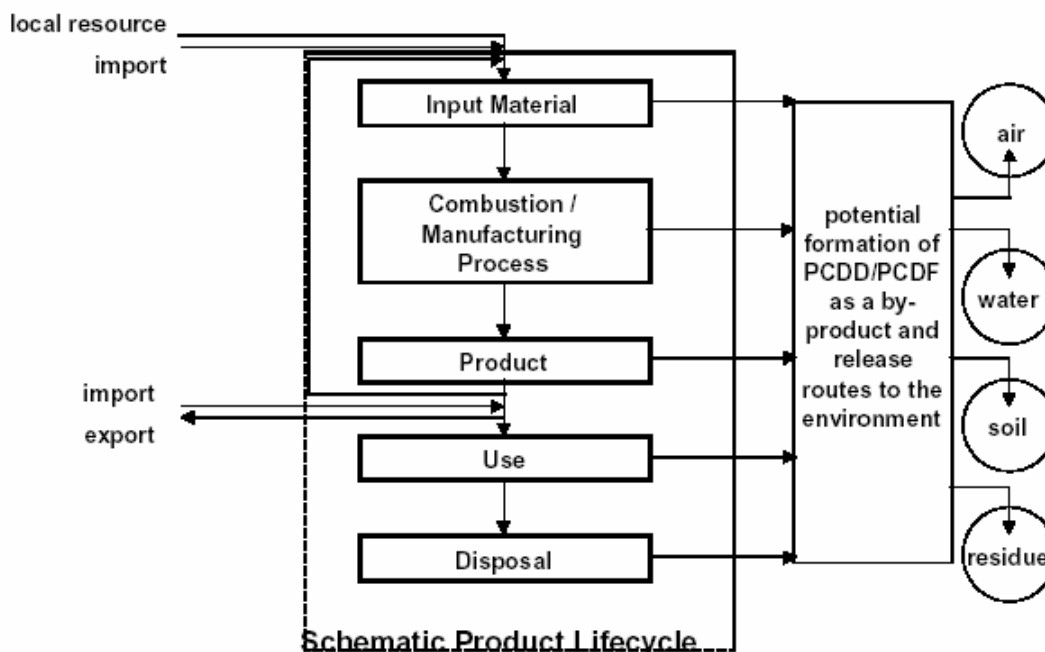 local resource
import
Input Material
Combustion /
Manufacturing
Process
Product
import
export
Use
Disposal
Schematic Product Lifecycle
potential
formation of
PCDD/PCDF
as a by-
product and
release
routes to the
environment
air
water
soil
residue